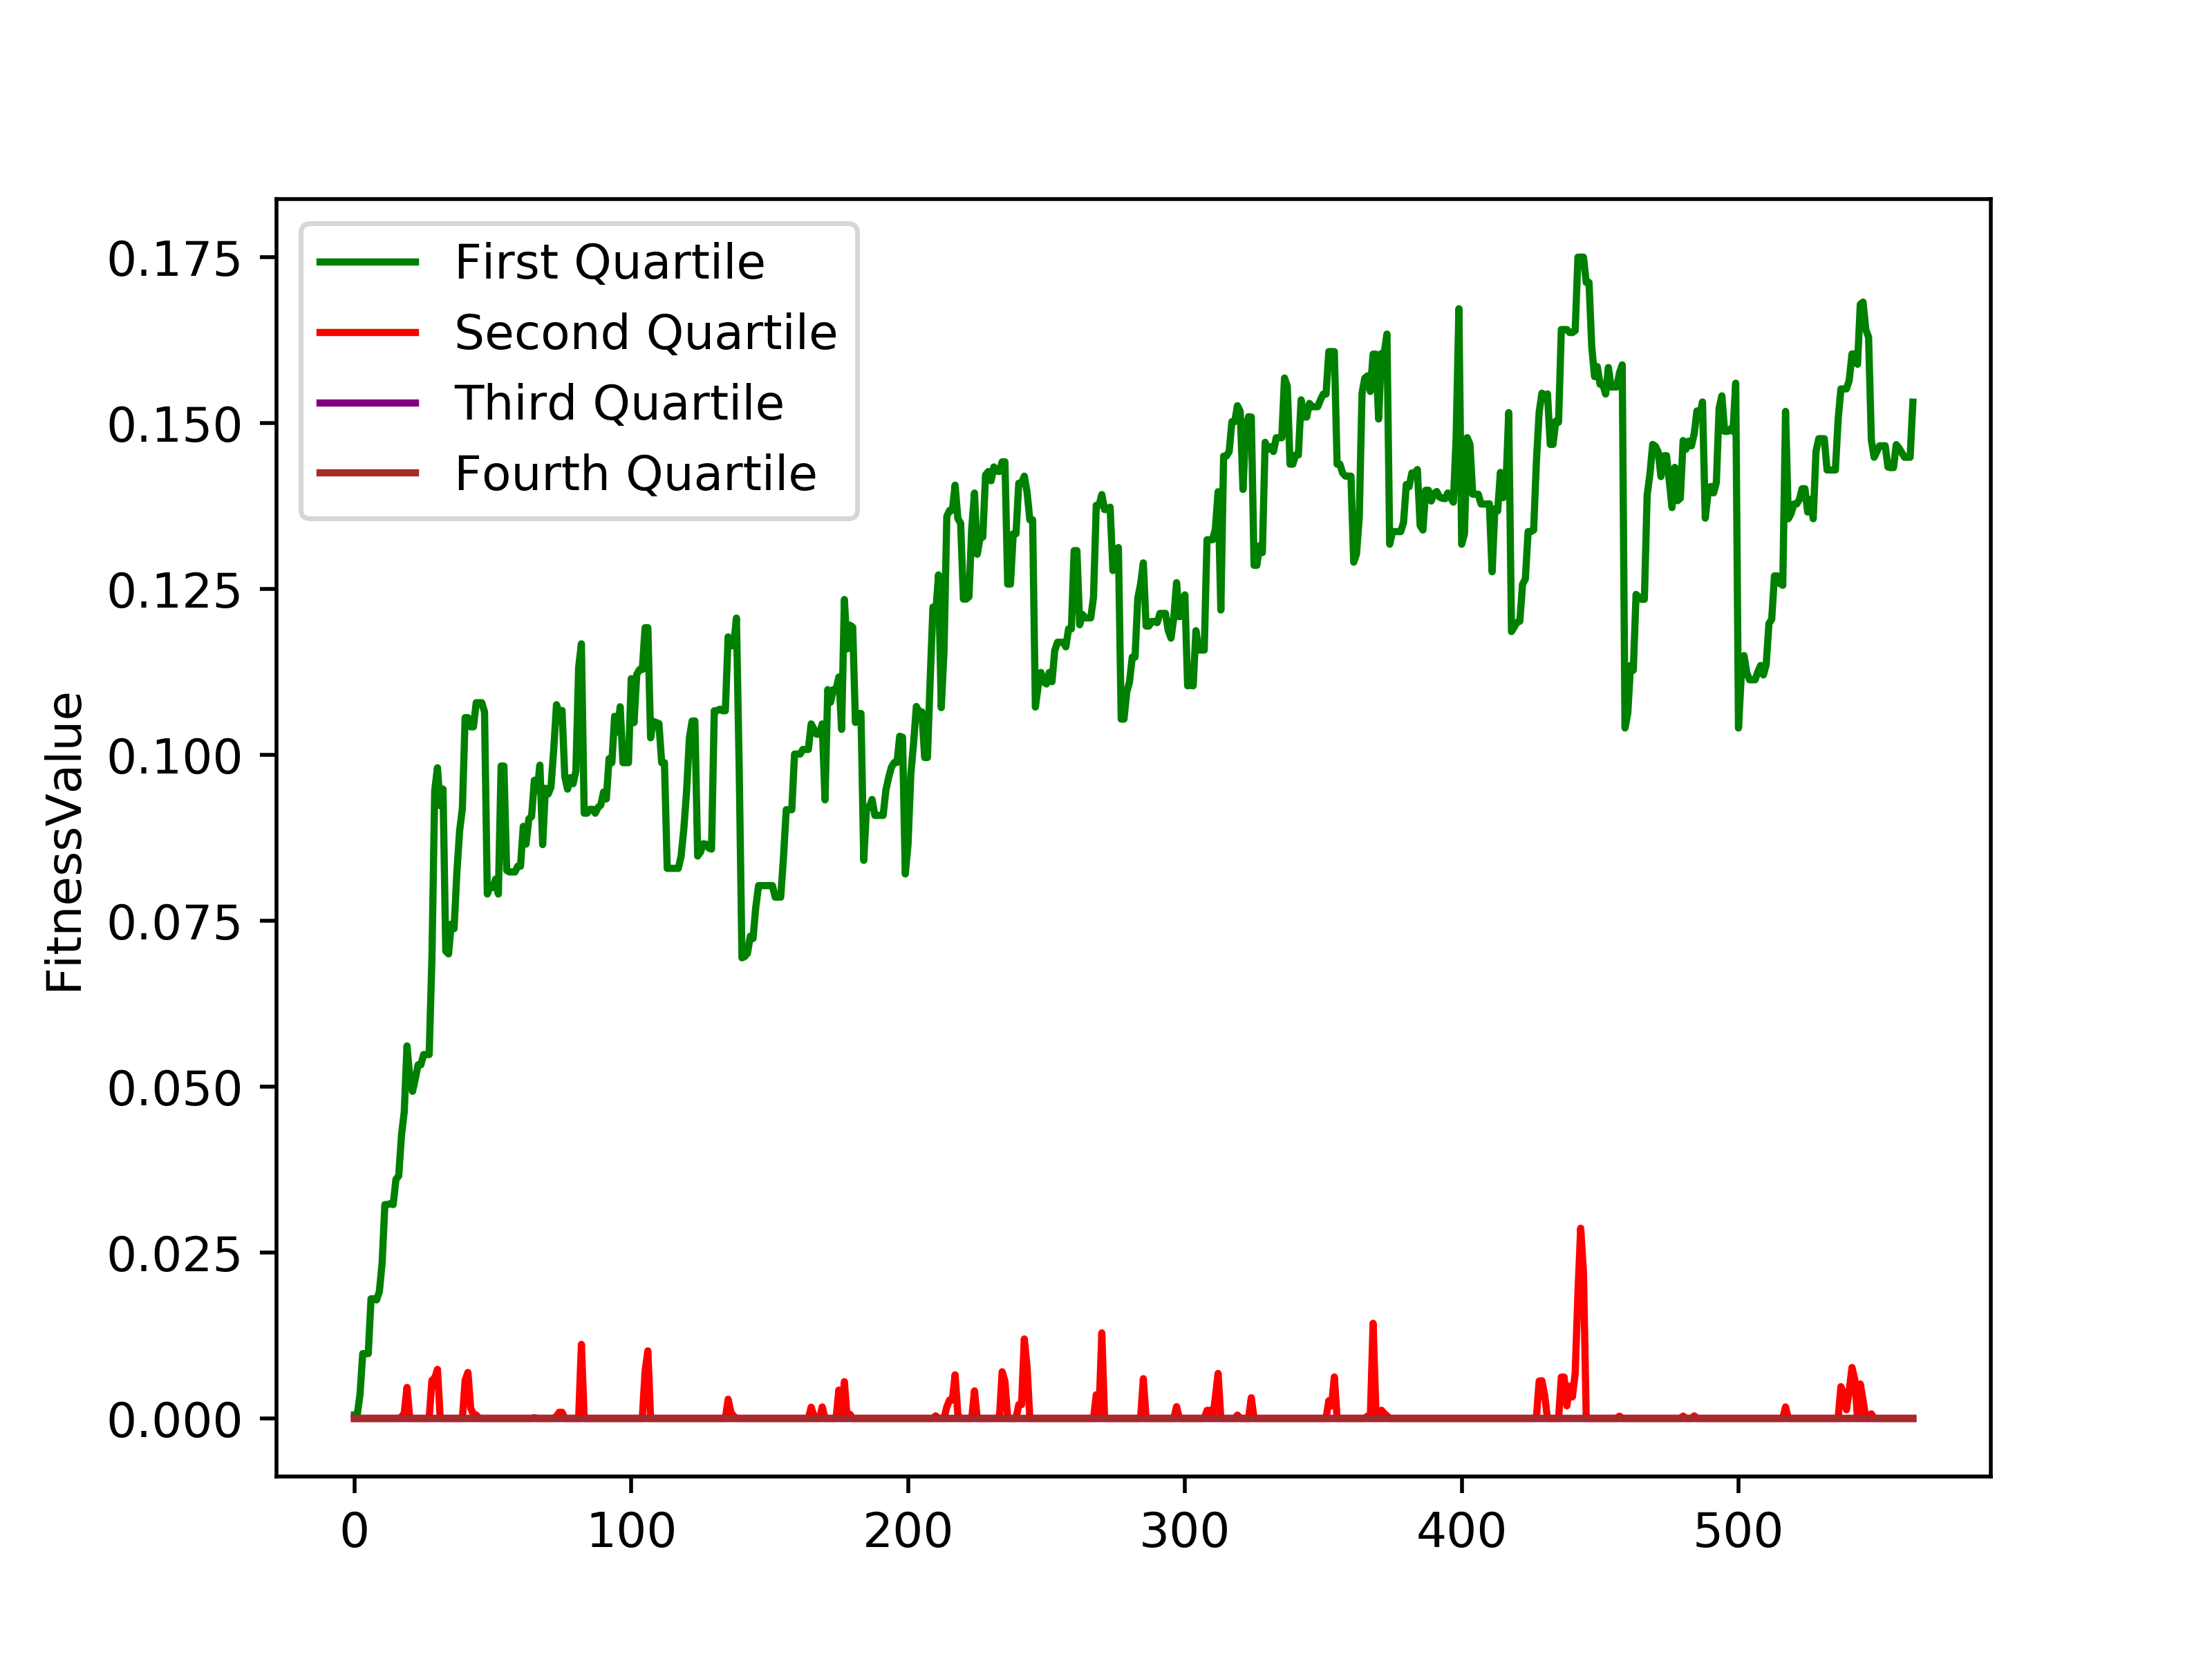 First Quartile
Second Quartile
Third Quartile
Fourth Quartile
FitnessValue
0.175
0.150
0.125
0.100
0.075
0.050
0.025
0.000
0 100 200 300 400 500